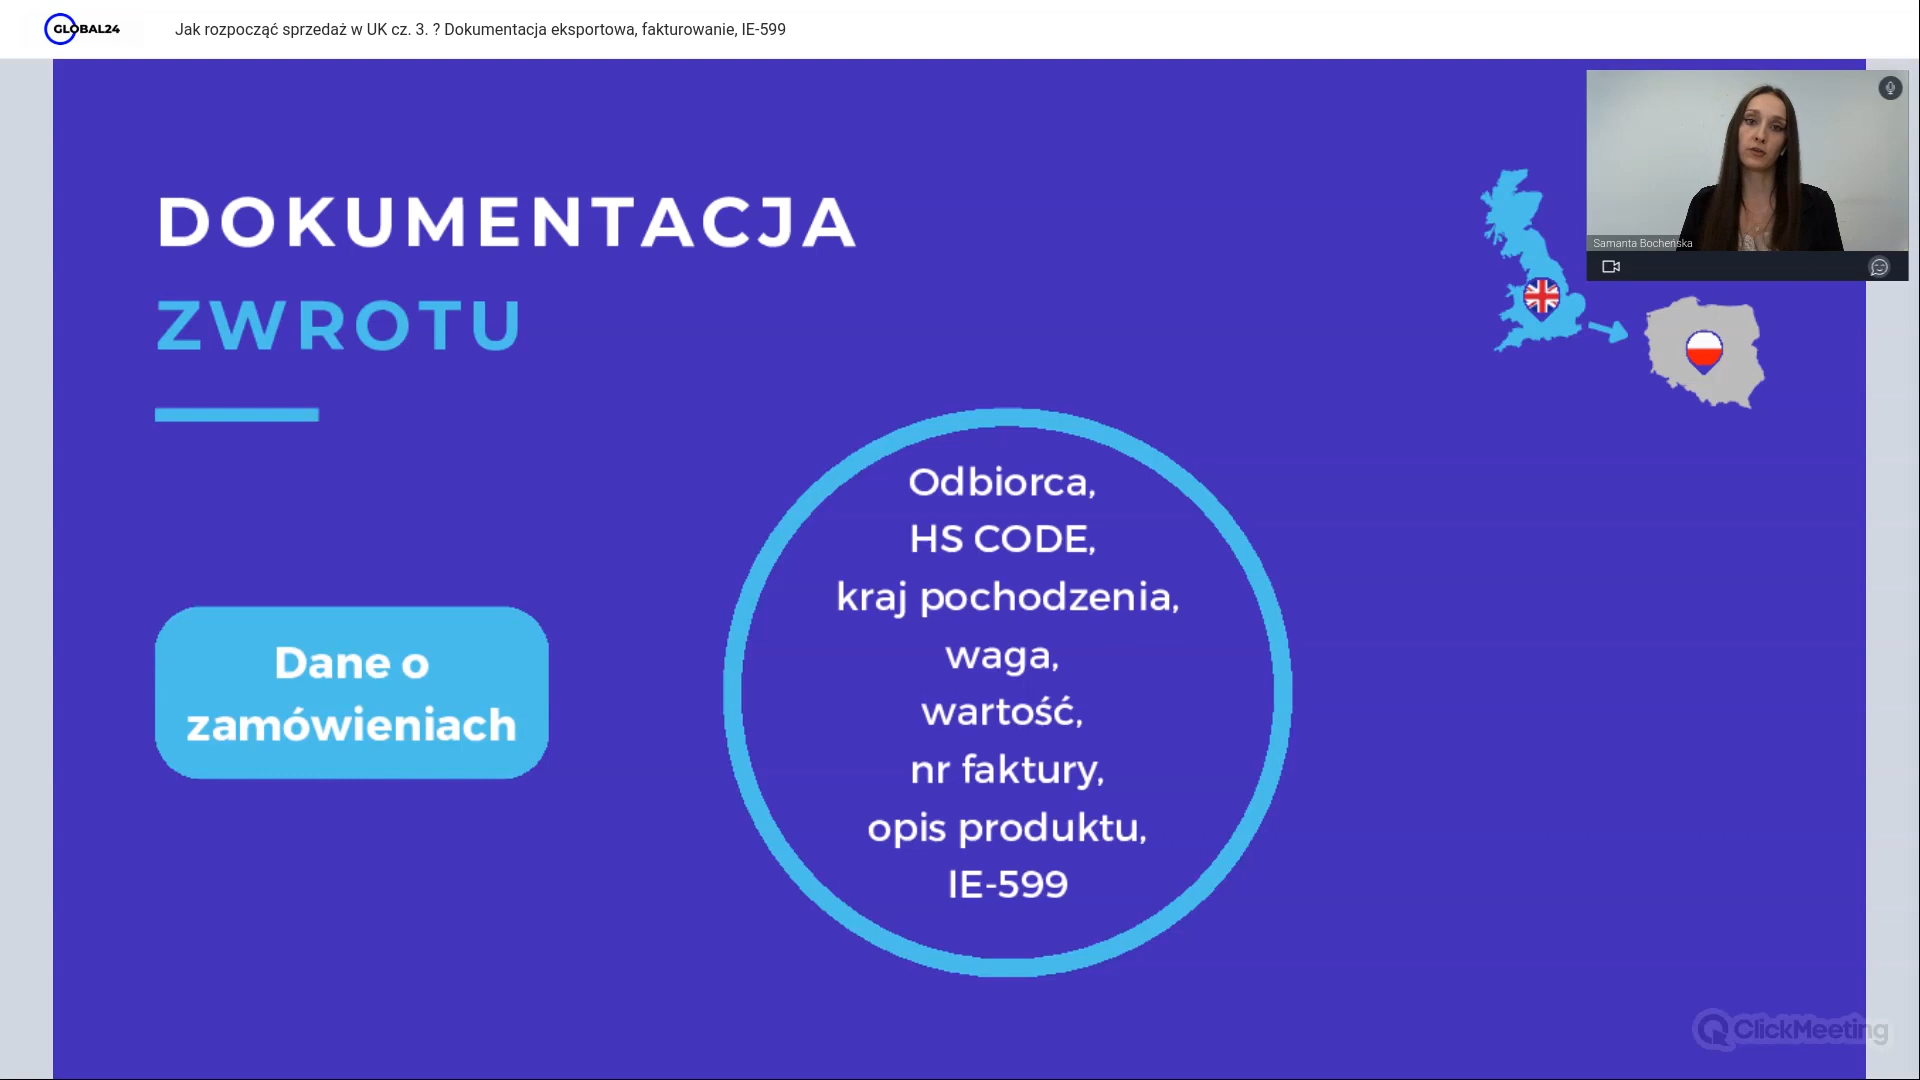 GLOBAL24
Jak rozpocząć sprzedaż w UK cz. 3. ? Dokumentacja eksportowa, fakturowanie, IE-599
DOKUMENTACJA
ZWROTU
Samanta Bocheńska
Odbiorca,
HS CODE,
kraj pochodzenia,
waga,
wartość,
nr faktury,
opis produktu,
IE-599
Dane o
zamówieniach
ClickMeeting